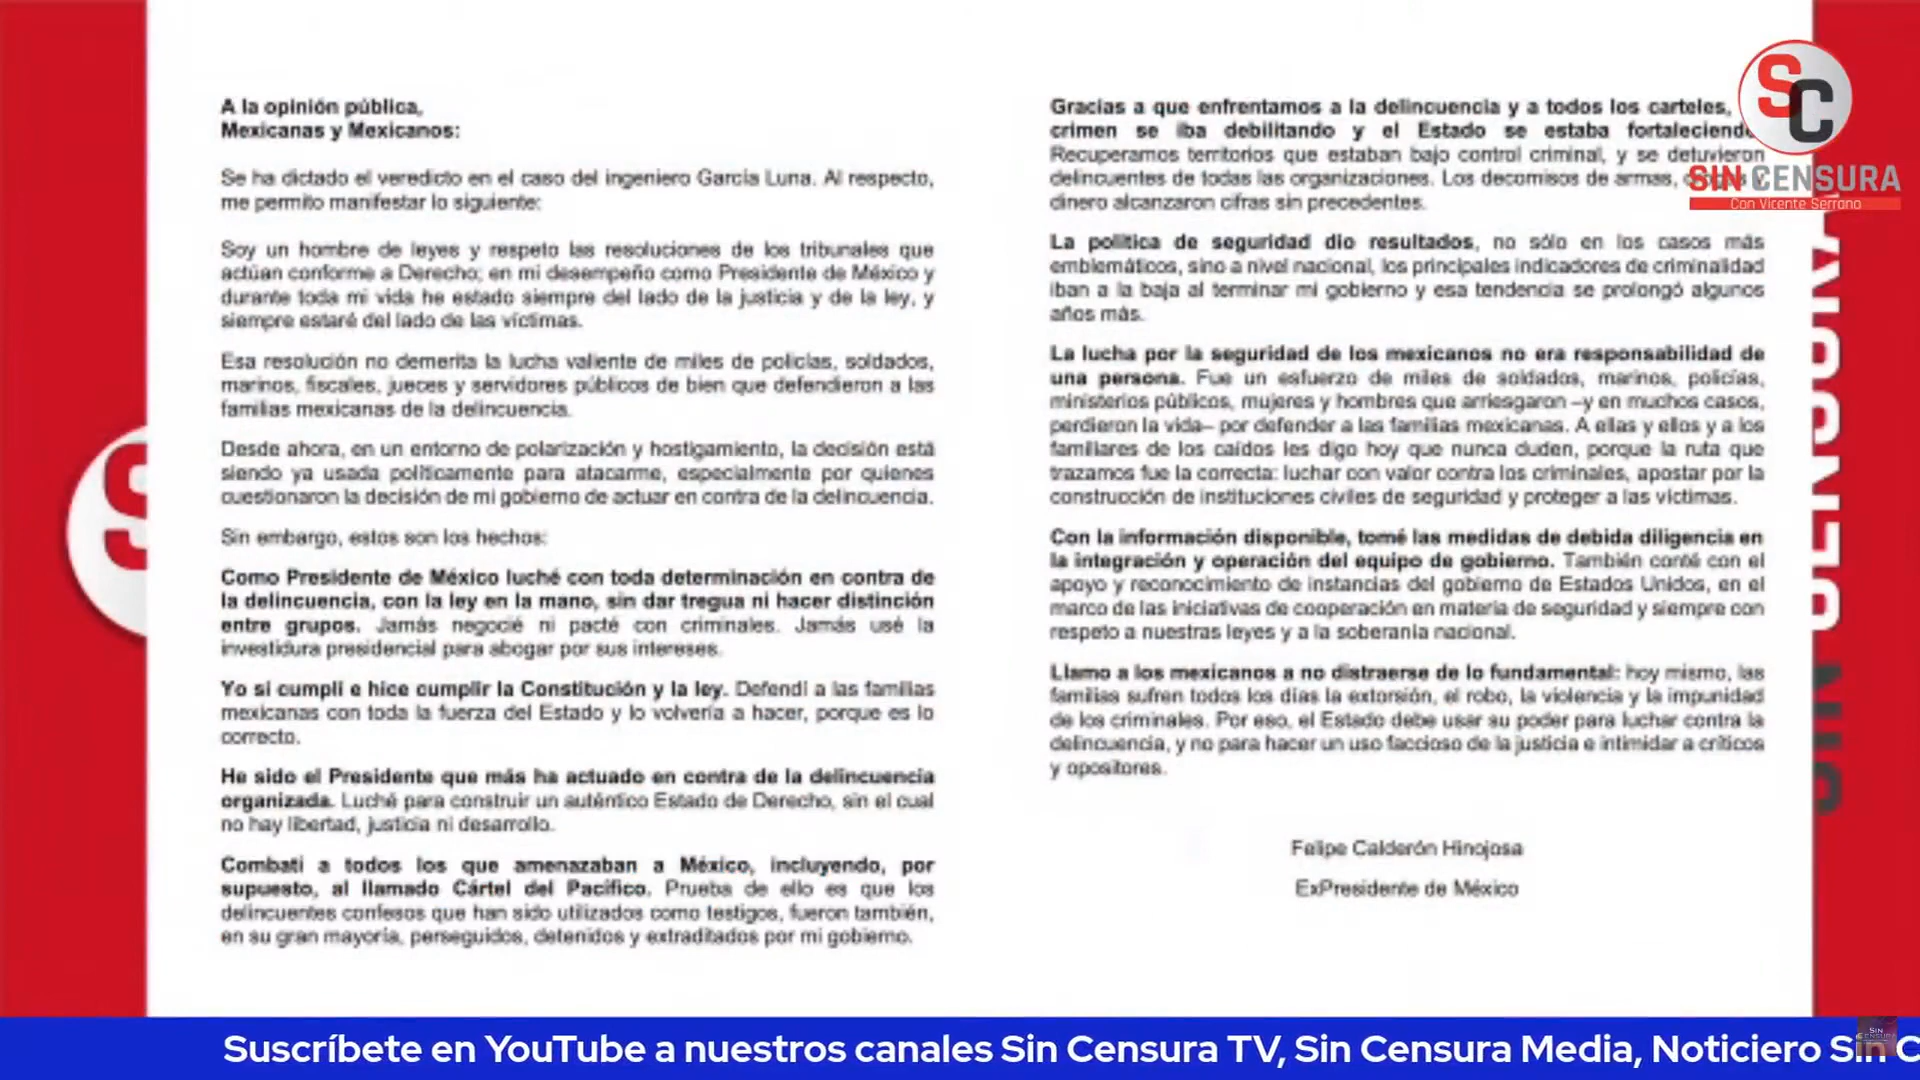 A la opinión pública,
Mexicanas y Mexicanos:
Se ha dictado el veredicto en el caso del ingeniero García Luna. Al respecto,
me permito manifestar lo siguiente:
Soy un hombre de leyes y respeto las resoluciones de los tribunales que
actúan conforme a Derecho; en mi desempeño como Presidente de México y
durante toda mi vida he estado siempre del lado de la justicia y de la ley, y
siempre estaré del lado de las víctimas.
Esa resolución no demerita la lucha valiente de miles de policías, soldados,
marinos, fiscales, jueces y servidores públicos de bien que defendieron a las
familias mexicanas de la delincuencia.
Desde ahora, en un entorno de polarización y hostigamiento, la decisión está
siendo ya usada políticamente para atacarme, especialmente por quienes
cuestionaron la decisión de mi gobierno de actuar en contra de la delincuencia.
Sin embargo, estos son los hechos:
Como Presidente de México luché con toda determinación en contra de
la delincuencia, con la ley en la mano, sin dar tregua ni hacer distinción
entre grupos. Jamás negocié ni pacté con criminales. Jamás usé la
investidura presidencial para abogar por sus intereses.
Yo sí cumplí e hice cumplir la Constitución y la ley. Defendí a las familias
mexicanas con toda la fuerza del Estado y lo volvería a hacer, porque es lo
correcto.
He sido el Presidente que más ha actuado en contra de la delincuencia
organizada. Luché para construir un auténtico Estado de Derecho, sin el cual
no hay libertad, justicia ni desarrollo.
Combatí a todos los que amenazaban a México, incluyendo, por
supuesto, al llamado Cártel del Pacífico. Prueba de ello es que los
delincuentes confesos que han sido utilizados como testigos, fueron también,
en su gran mayoría, perseguidos, detenidos y extraditados por mi gobierno.
Gracias a que enfrentamos a la delincuencia y a todos los carteles,
crimen se iba debilitando y el Estado se estaba fortaleciendo
Recuperamos territorios que estaban bajo control criminal, y se detuvieron
delincuentes de todas las organizaciones. Los decomisos de armas,
dinero alcanzaron cifras sin precedentes.
La política de seguridad dio resultados, no sólo en los casos más
emblemáticos, sino a nivel nacional, los principales indicadores de criminalidad
iban a la baja al terminar mi gobierno y esa tendencia se prolongó algunos
años más.
La lucha por la seguridad de los mexicanos no era responsabilidad de
una persona. Fue un esfuerzo de miles de soldados, marinos, policías,
ministerios públicos, mujeres y hombres que arriesgaron –y en muchos casos,
perdieron la vida– por defender a las familias mexicanas. A ellas y ellos y a los
familiares de los caídos les digo hoy que nunca duden, porque la ruta que
trazamos fue la correcta: luchar con valor contra los criminales, apostar por la
construcción de instituciones civiles de seguridad y proteger a las víctimas.
Con la información disponible, tomé las medidas de debida diligencia en
la integración y operación del equipo de gobierno. También conté con el
apoyo y reconocimiento de instancias del gobierno de Estados Unidos, en el
marco de las iniciativas de cooperación en materia de seguridad y siempre con
respeto a nuestras leyes y a la soberanía nacional.
Llamo a los mexicanos a no distraerse de lo fundamental: hoy mismo, las
familias sufren todos los días la extorsión, el robo, la violencia y la impunidad
de los criminales. Por eso, el Estado debe usar su poder para luchar contra la
delincuencia, y no para hacer un uso faccioso de la justicia e intimidar a críticos
y opositores.
Felipe Calderón Hinojosa
ExPresidente de México
SC
SIN CENSURA
Con Vicente Serrano
SIN CENSURA
Suscríbete en YouTube a nuestros canales Sin Censura TV, Sin Censura Media, Noticiero Sin C